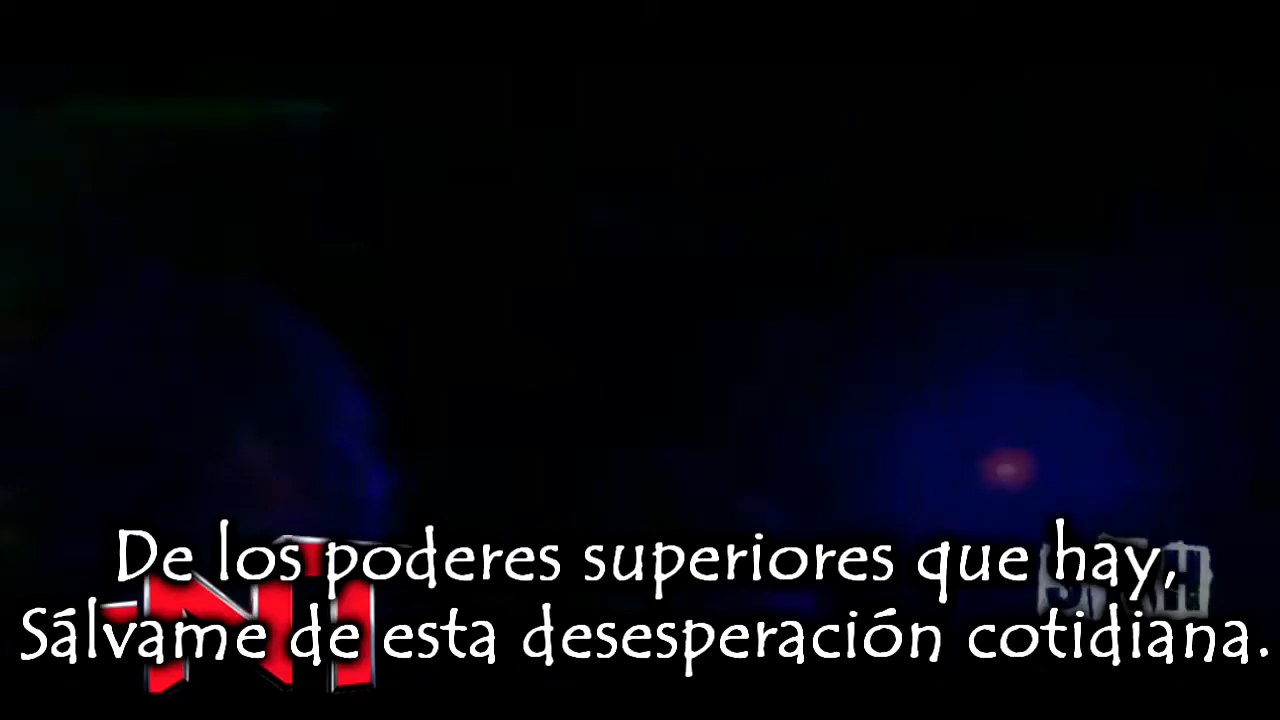 De los poderes superiores que hay,
Sálvame de esta desesperación cotidiana.